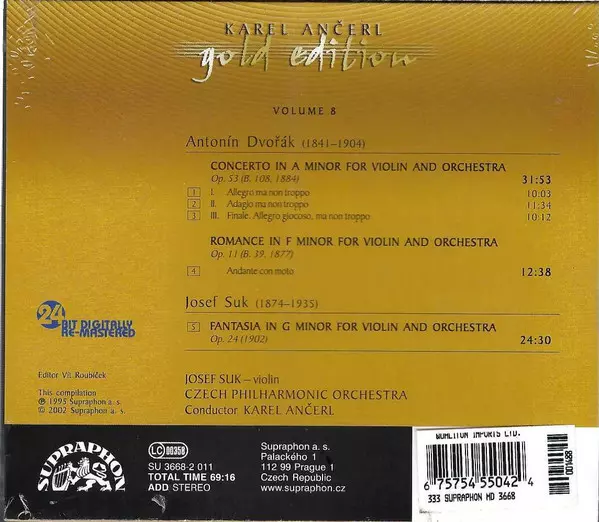 KAREL ANČERL
gold edition
VOLUME 8
Antonín Dvořák (1841–1904)
CONCERTO IN A MINOR FOR VIOLIN AND ORCHESTRA
Op. 53 (B. 108, 1884) 31:53
1 I. Allegro ma non troppo 10:03
2 II. Adagio ma non troppo 11:34
3 III. Finale. Allegro giocoso, ma non troppo 10:12
ROMANCE IN F MINOR FOR VIOLIN AND ORCHESTRA
Op. 11 (B. 39, 1877)
4 Andante con moto 12:38
Josef Suk (1874–1935)
5 FANTASIA IN G MINOR FOR VIOLIN AND ORCHESTRA
Op. 24 (1902) 24:30
24
BIT DIGITALLY
RE-MASTERED
Editor Vít Roubíček
This compilation
℗ 1995 Supraphon a. s.
© 2002 Supraphon a. s.
JOSEF SUK – violin
CZECH PHILHARMONIC ORCHESTRA
Conductor KAREL ANČERL
SUPRAPHON
LC 00358
SU 3668-2 011
TOTAL TIME 69:16
ADD STEREO
Supraphon a. s.
Palackého 1
112 99 Prague 1
Czech Republic
www.supraphon.cz
QUALITON IMPORTS LTD.
6 75754 55042 4
333 SUPRAPHON MD 3668